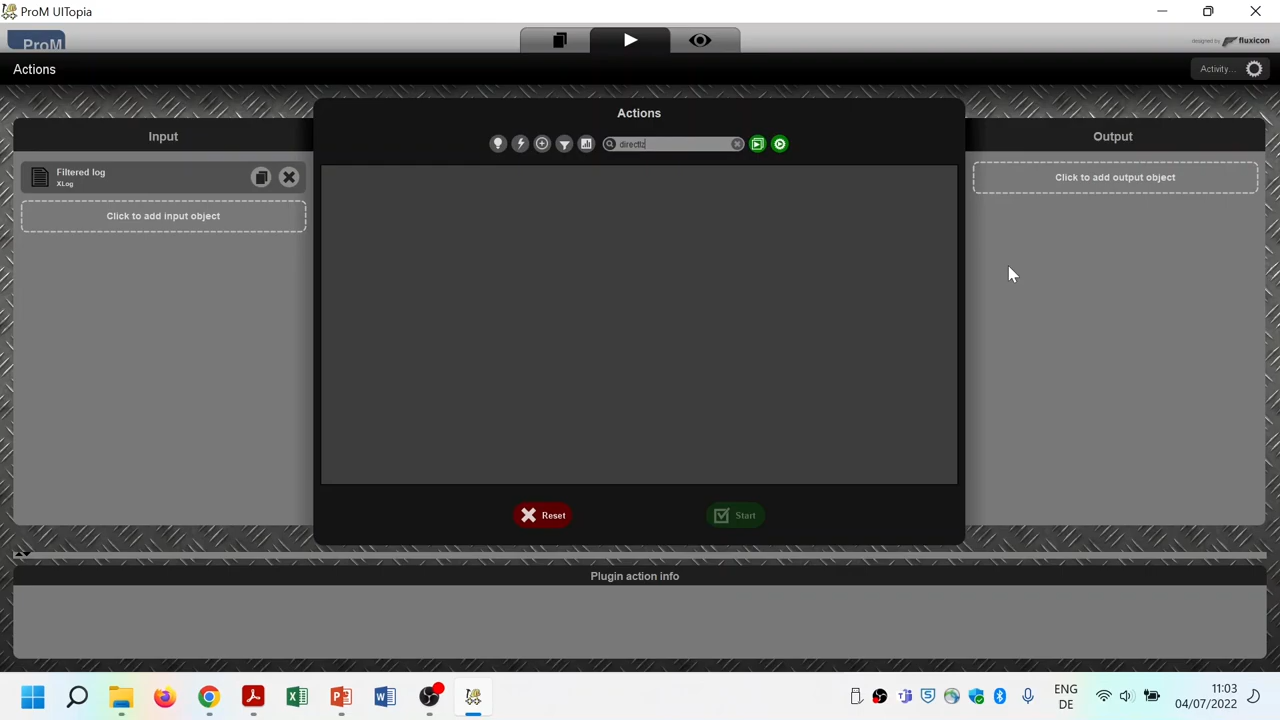 ProM UITopia
ProM
designed by fluxicon
Actions
Activity...
Input
Actions
Output
directlz
Filtered log
XLog
Click to add input object
Click to add output object
Reset
Start
Plugin action info
ENG
DE
11:03
04/07/2022